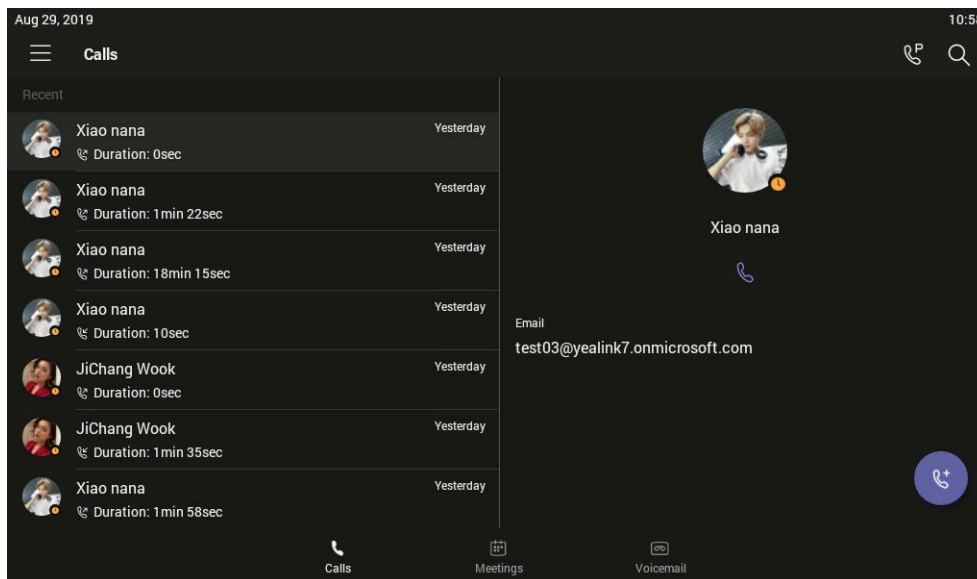 Aug 29, 2019
10:58
Calls
P
Recent
Xiao nana
Yesterday
Duration: 0sec
Xiao nana
Yesterday
Duration: 1min 22sec
Xiao nana
Yesterday
Duration: 18min 15sec
Xiao nana
Yesterday
Duration: 10sec
JiChang Wook
Yesterday
Duration: 0sec
JiChang Wook
Yesterday
Duration: 1min 35sec
Xiao nana
Yesterday
Duration: 1min 58sec
Xiao nana
Email
test03@yealink7.onmicrosoft.com
Calls
Meetings
Voicemail